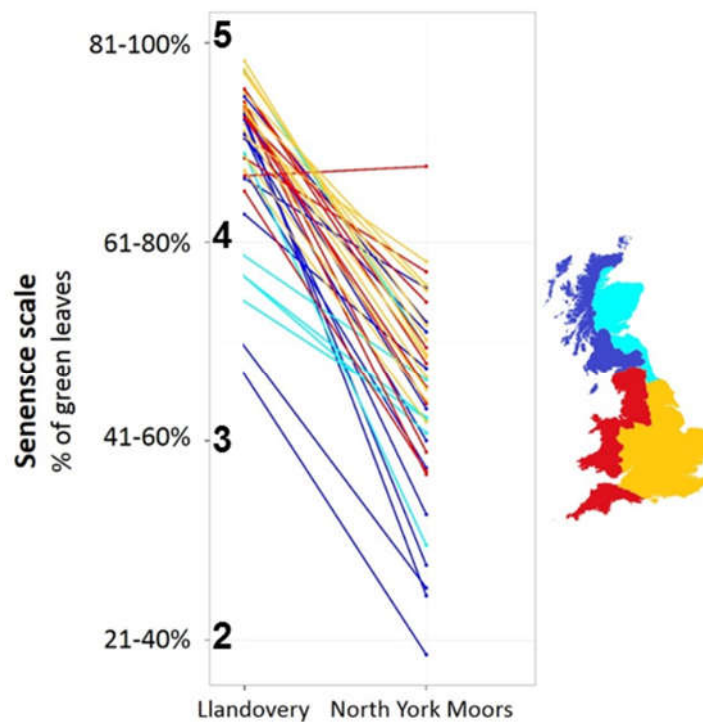 5
81-100%
61-80%
4
Senensce scale
% of green leaves
41-60%
3
21-40%
2
Llandovery North York Moors